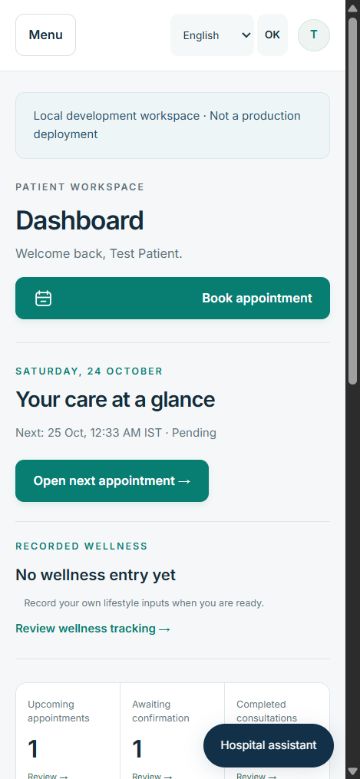 Menu
English
OK
T
Local development workspace · Not a production
deployment
PATIENT WORKSPACE
Dashboard
Welcome back, Test Patient.
Book appointment
SATURDAY, 24 OCTOBER
Your care at a glance
Next: 25 Oct, 12:33 AM IST · Pending
Open next appointment →
RECORDED WELLNESS
No wellness entry yet
Record your own lifestyle inputs when you are ready.
Review wellness tracking →
Upcoming
appointments
1
Review →
Awaiting
confirmation
1
Review →
Completed
consultations
Review →
Hospital assistant